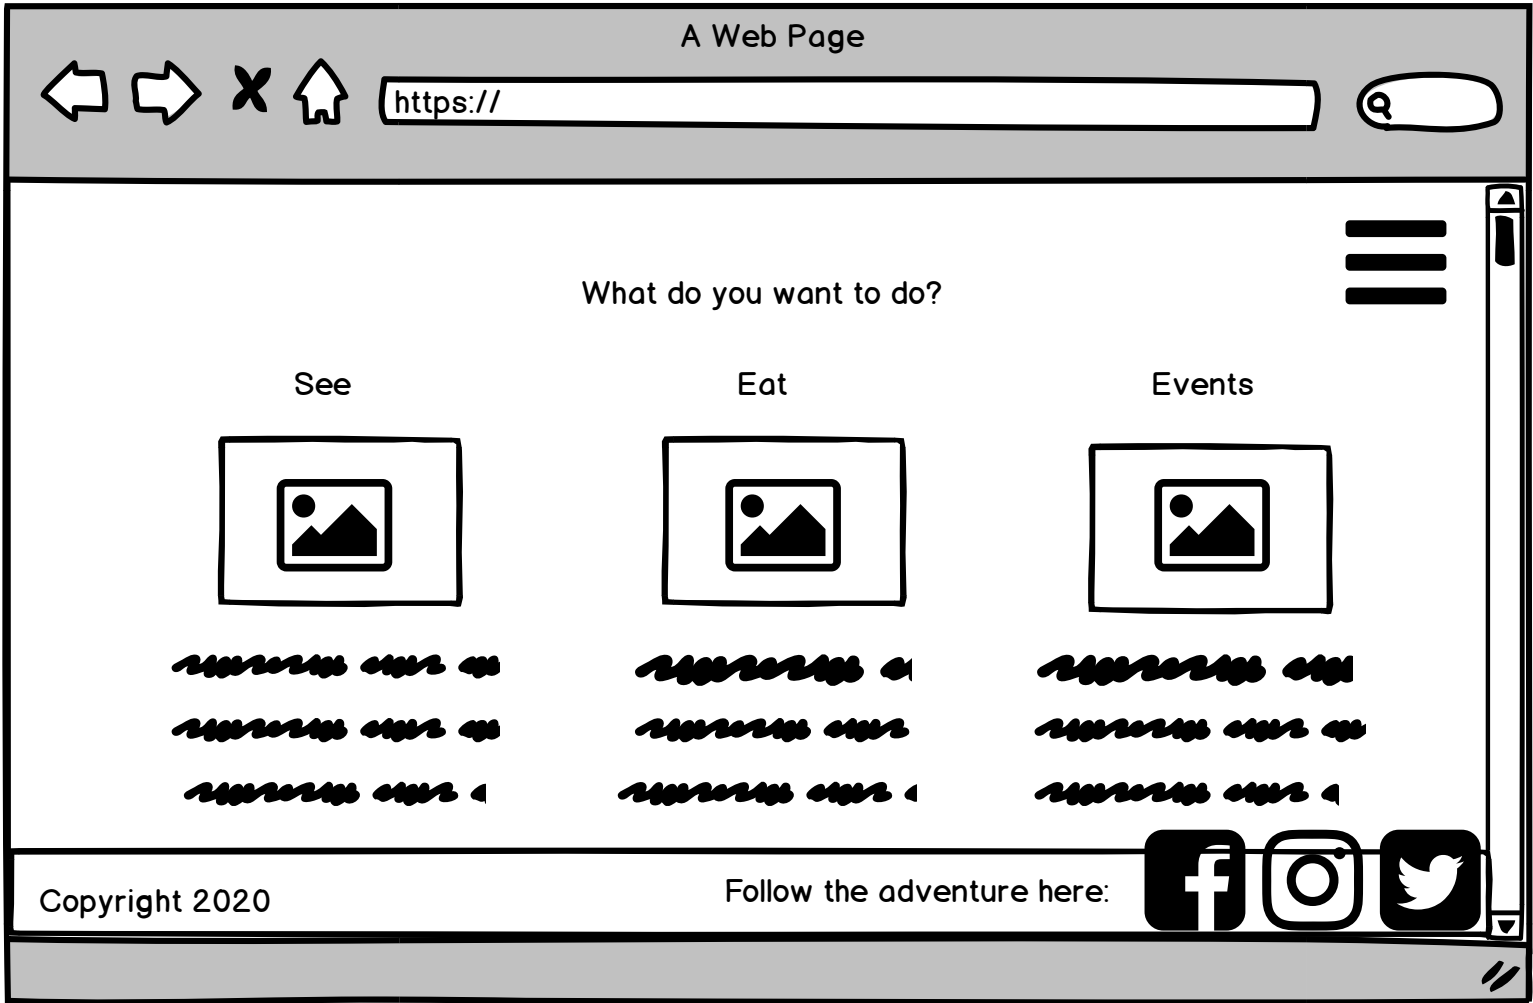 A Web Page
https://
What do you want to do?
See
Eat
Events
Copyright 2020
Follow the adventure here: